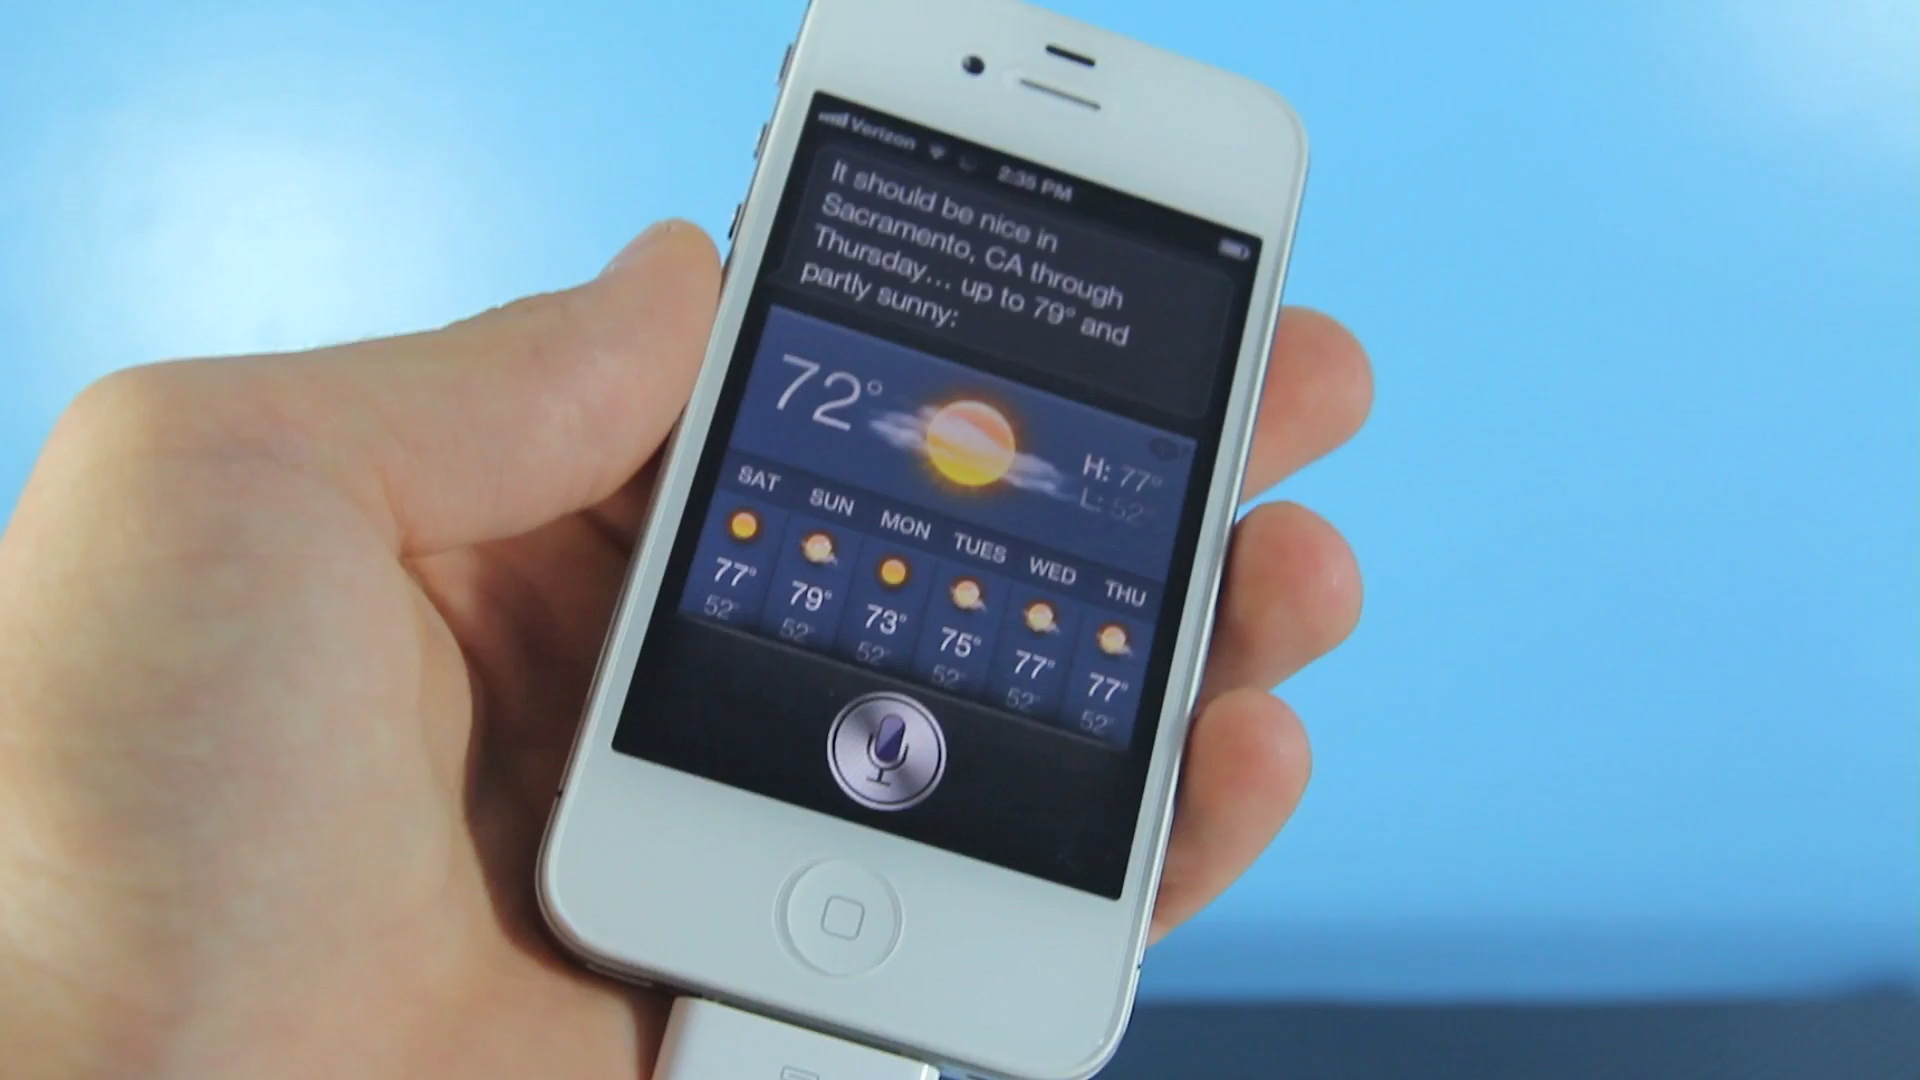 Verizon 2:35 PM
It should be nice in
Sacramento, CA through
Thursday... up to 79° and
partly sunny:
72°
H: 77°
L: 52°
SAT SUN MON TUES WED THU
77° 79° 73° 75° 77° 77°
52° 52° 52° 52° 52° 52°